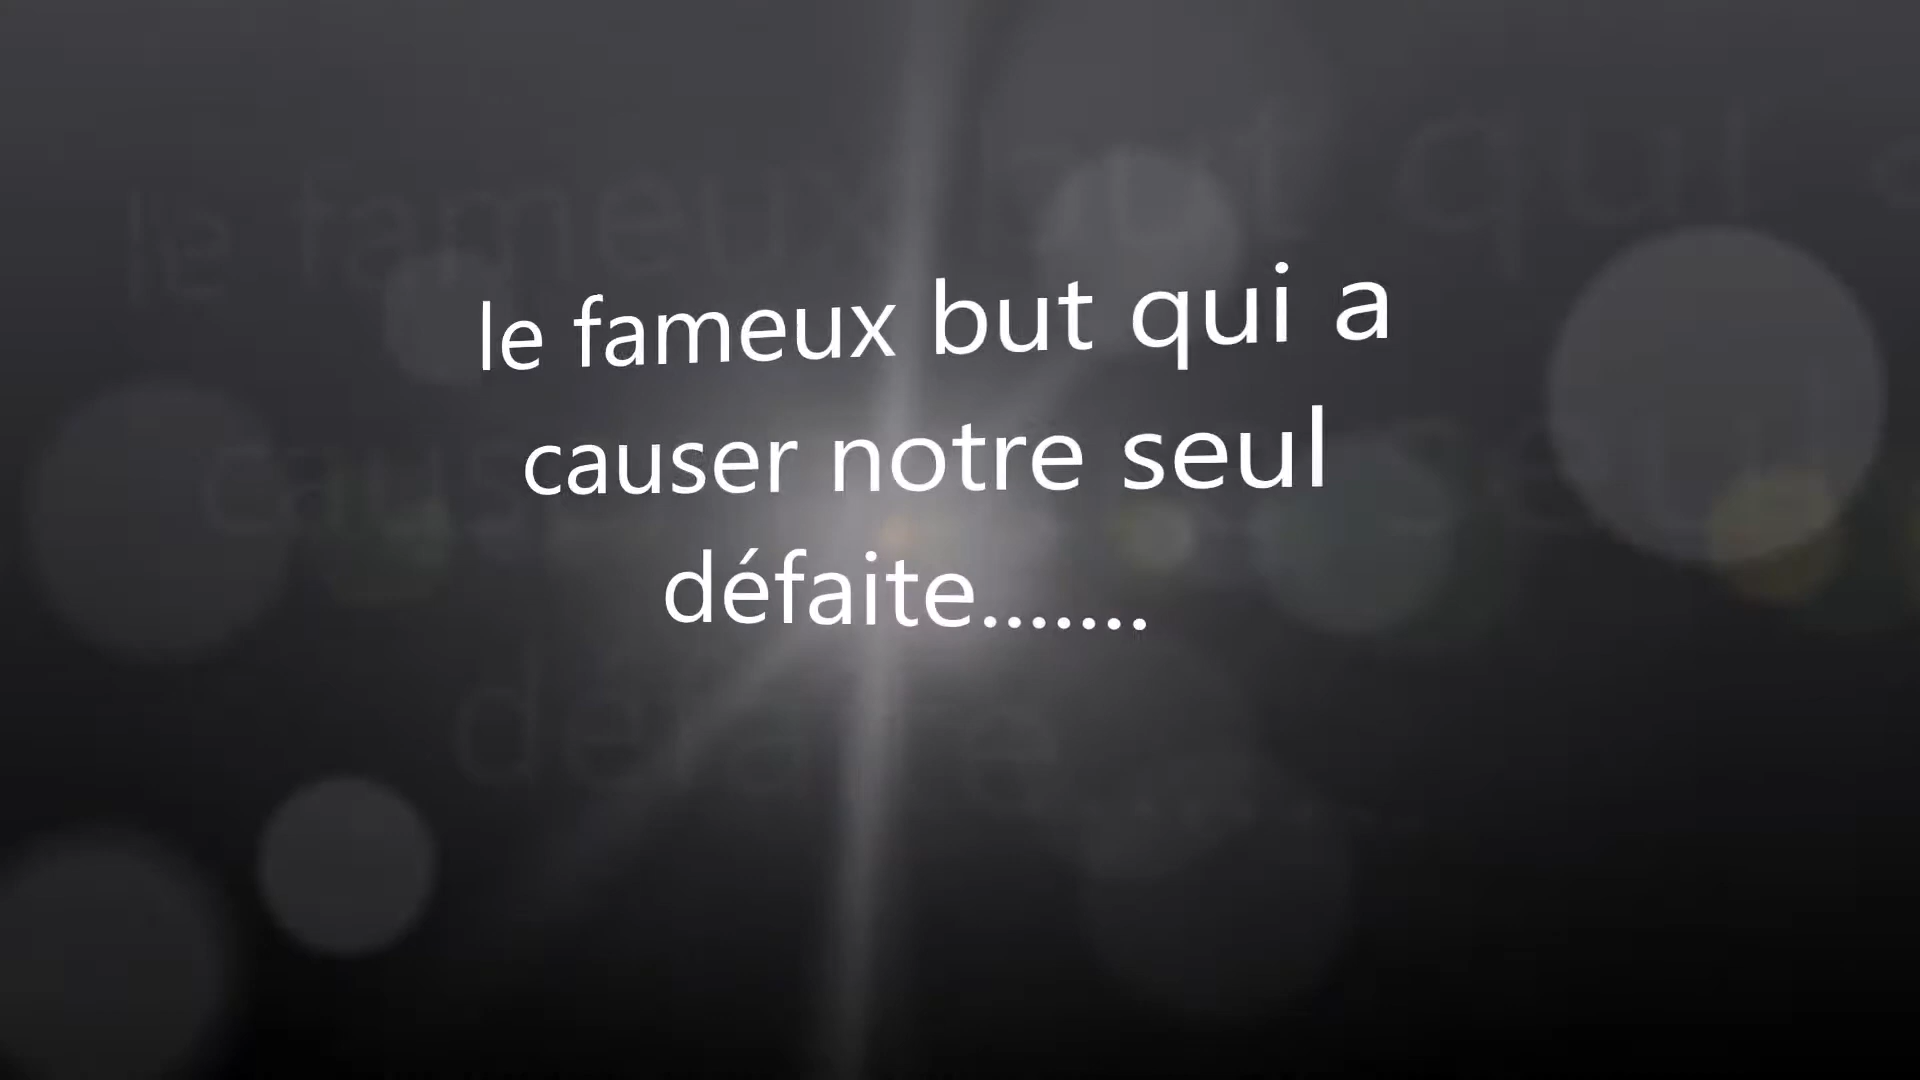 le fameux but qui a
causer notre seul
défaite.......